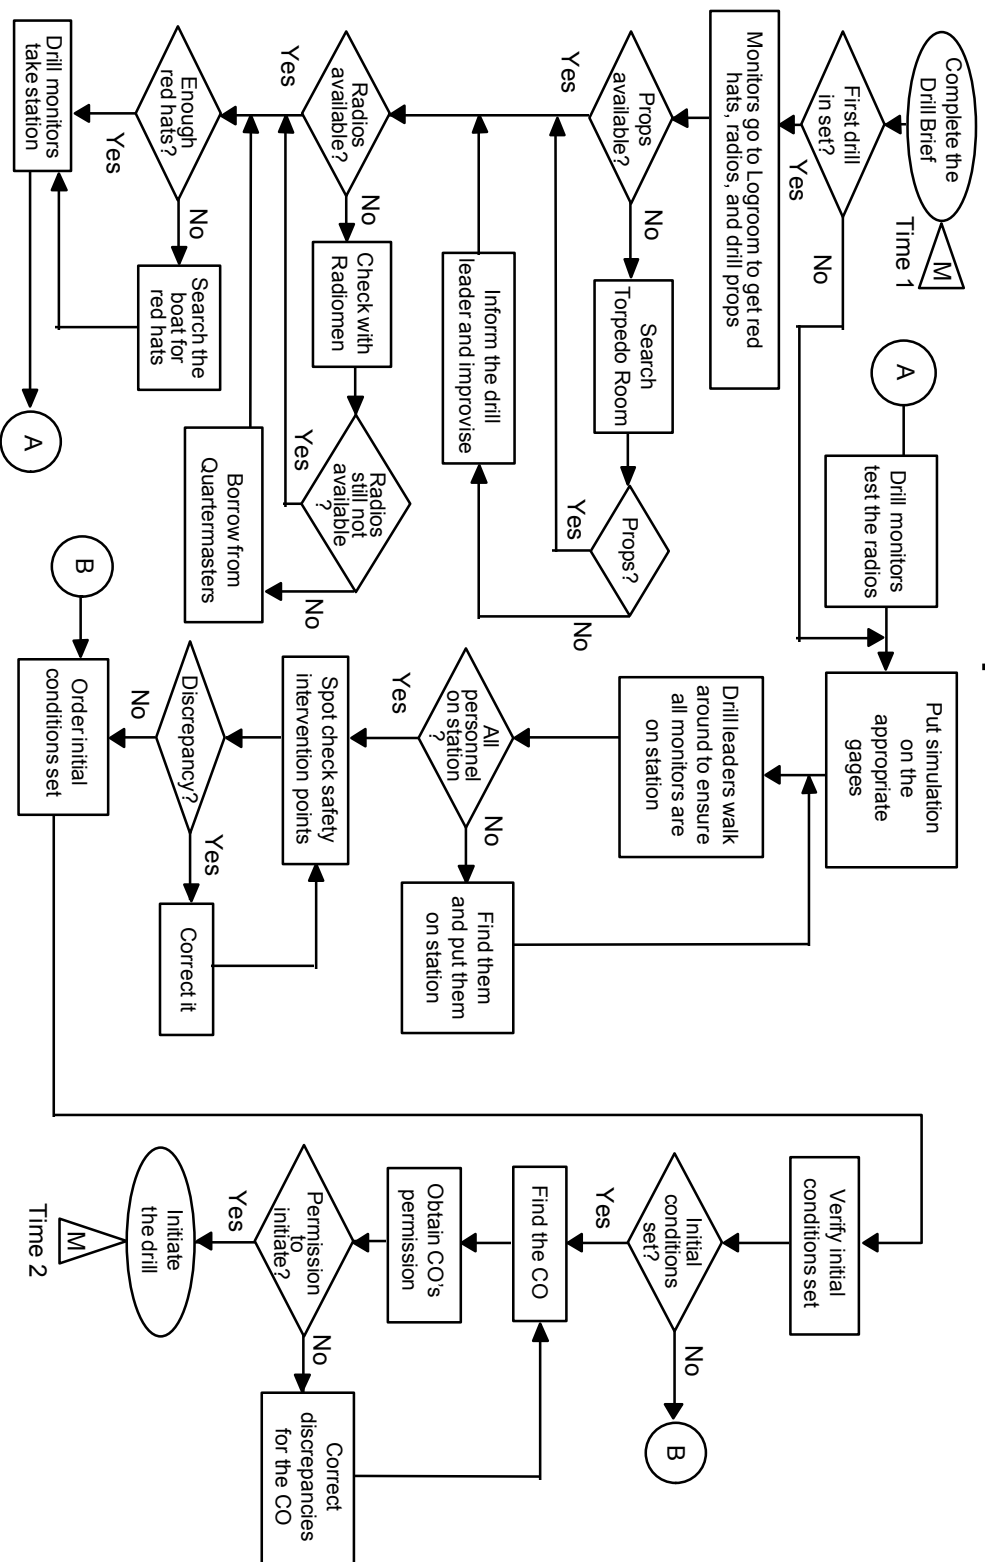 Complete the
Drill Brief
M
Time 1
First drill
in set?
Yes
No
Monitors go to Logroom to get red
hats, radios, and drill props
Props
available?
Yes
No
Search
Torpedo Room
Props?
Yes
No
Inform the drill
leader and improvise
Radios
available?
Yes
No
Check with
Radiomen
Radios
still not
available
?
Yes
No
Borrow from
Quartermasters
Enough
red hats?
Yes
No
Search the
boat for
red hats
Drill monitors
take station
A
A
Drill monitors
test the radios
Put simulation
on the
appropriate
gages
Drill leaders walk
around to ensure
all monitors are
on station
All
personnel
on station
?
Yes
No
Find them
and put them
on station
Spot check safety
intervention points
Discrepancy?
No
Yes
Correct it
B
Order initial
conditions set
Verify initial
conditions set
Initial
conditions
set?
Yes
No
B
Find the CO
Obtain CO's
permission
Permission
to
initiate?
Yes
No
Correct
discrepancies
for the CO
Initiate
the drill
M
Time 2